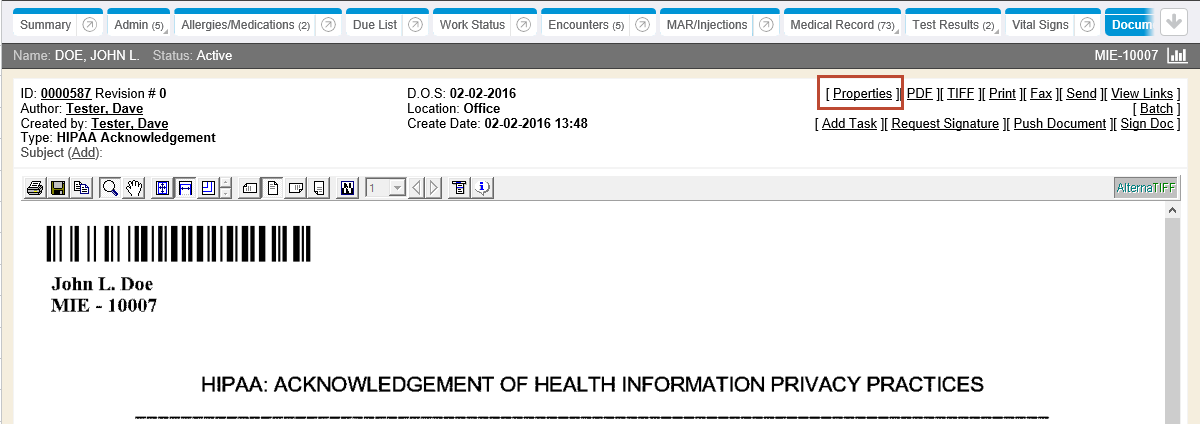 Summary Admin (5) Allergies/Medications (2) Due List Work Status Encounters (5) MAR/Injections Medical Record (73) Test Results (2) Vital Signs Docum
Name: DOE, JOHN L. Status: Active MIE-10007
ID: 0000587 Revision # 0 D.O.S: 02-02-2016 [ Properties ][ PDF ][ TIFF ][ Print ][ Fax ][ Send ][ View Links ]
Author: Tester, Dave Location: Office [ Batch ]
Created by: Tester, Dave Create Date: 02-02-2016 13:48 [ Add Task ][ Request Signature ][ Push Document ][ Sign Doc ]
Type: HIPAA Acknowledgement
Subject (Add):
1 AlternaTIFF
John L. Doe
MIE - 10007
HIPAA: ACKNOWLEDGEMENT OF HEALTH INFORMATION PRIVACY PRACTICES